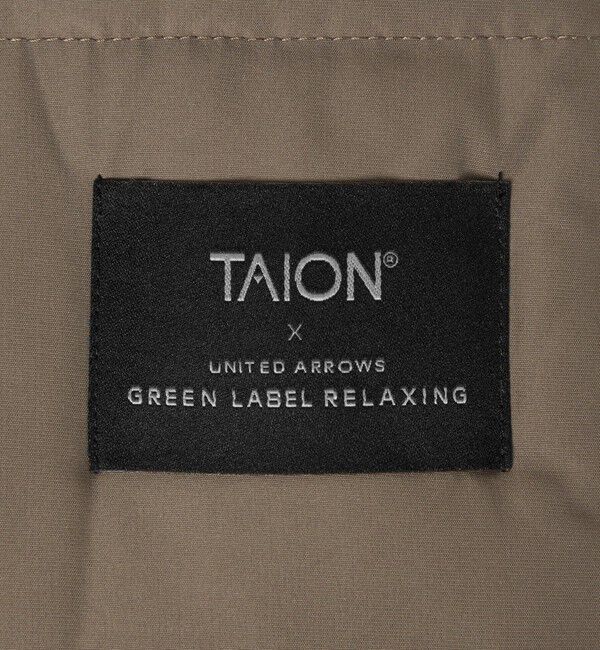 TAION®
X
UNITED ARROWS
GREEN LABEL RELAXING